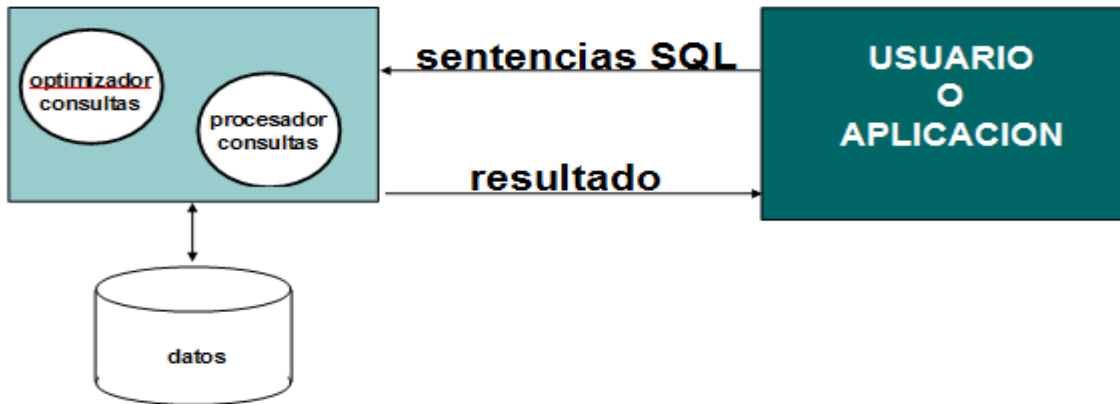 optimizador
consultas
procesador
consultas
sentencias SQL
resultado
USUARIO
O
APLICACION
datos